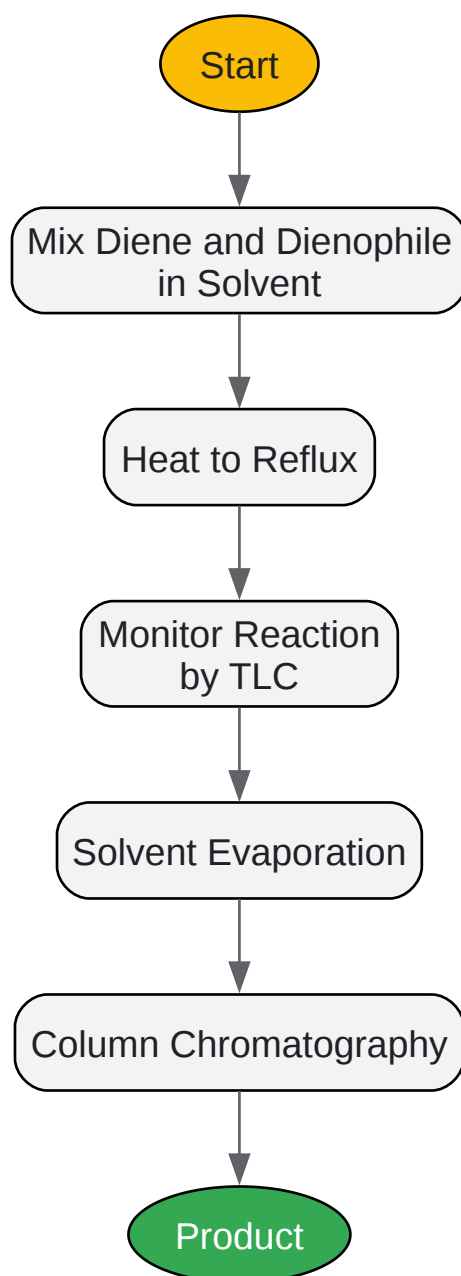 Start
Mix Diene and Dienophile
in Solvent
Heat to Reflux
Monitor Reaction
by TLC
Solvent Evaporation
Column Chromatography
Product